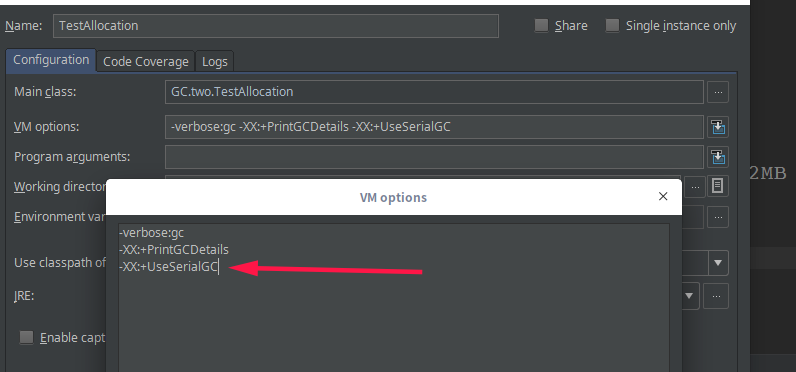 Name: TestAllocation Share Single instance only
Configuration Code Coverage Logs
Main class: GC.two.TestAllocation ...
VM options: -verbose:gc -XX:+PrintGCDetails -XX:+UseSerialGC
Program arguments:
2MB
Working director ...
VM options ×
Environment var ...
-verbose:gc
-XX:+PrintGCDetails
Use classpath of
-XX:+UseSerialGC
JRE: ...
Enable capt